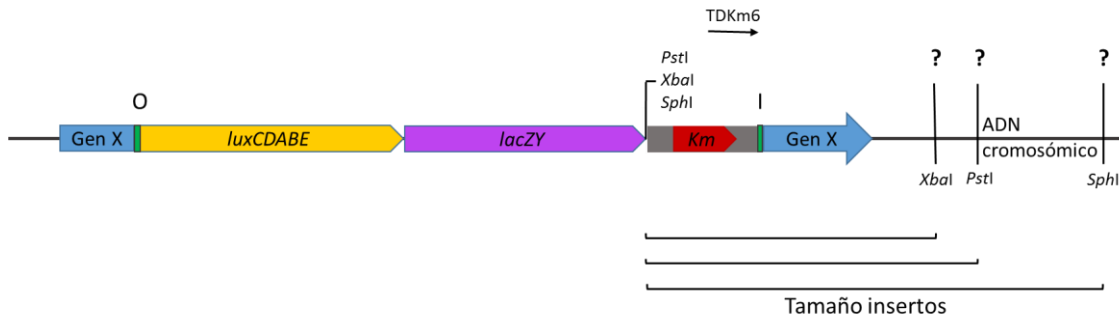 TDKm6
PstI
XbaI
SphI
? ? ?
O
I
Gen X luxCDABE lacZY Km Gen X
ADN
cromosómico
XbaI PstI SphI
Tamaño insertos